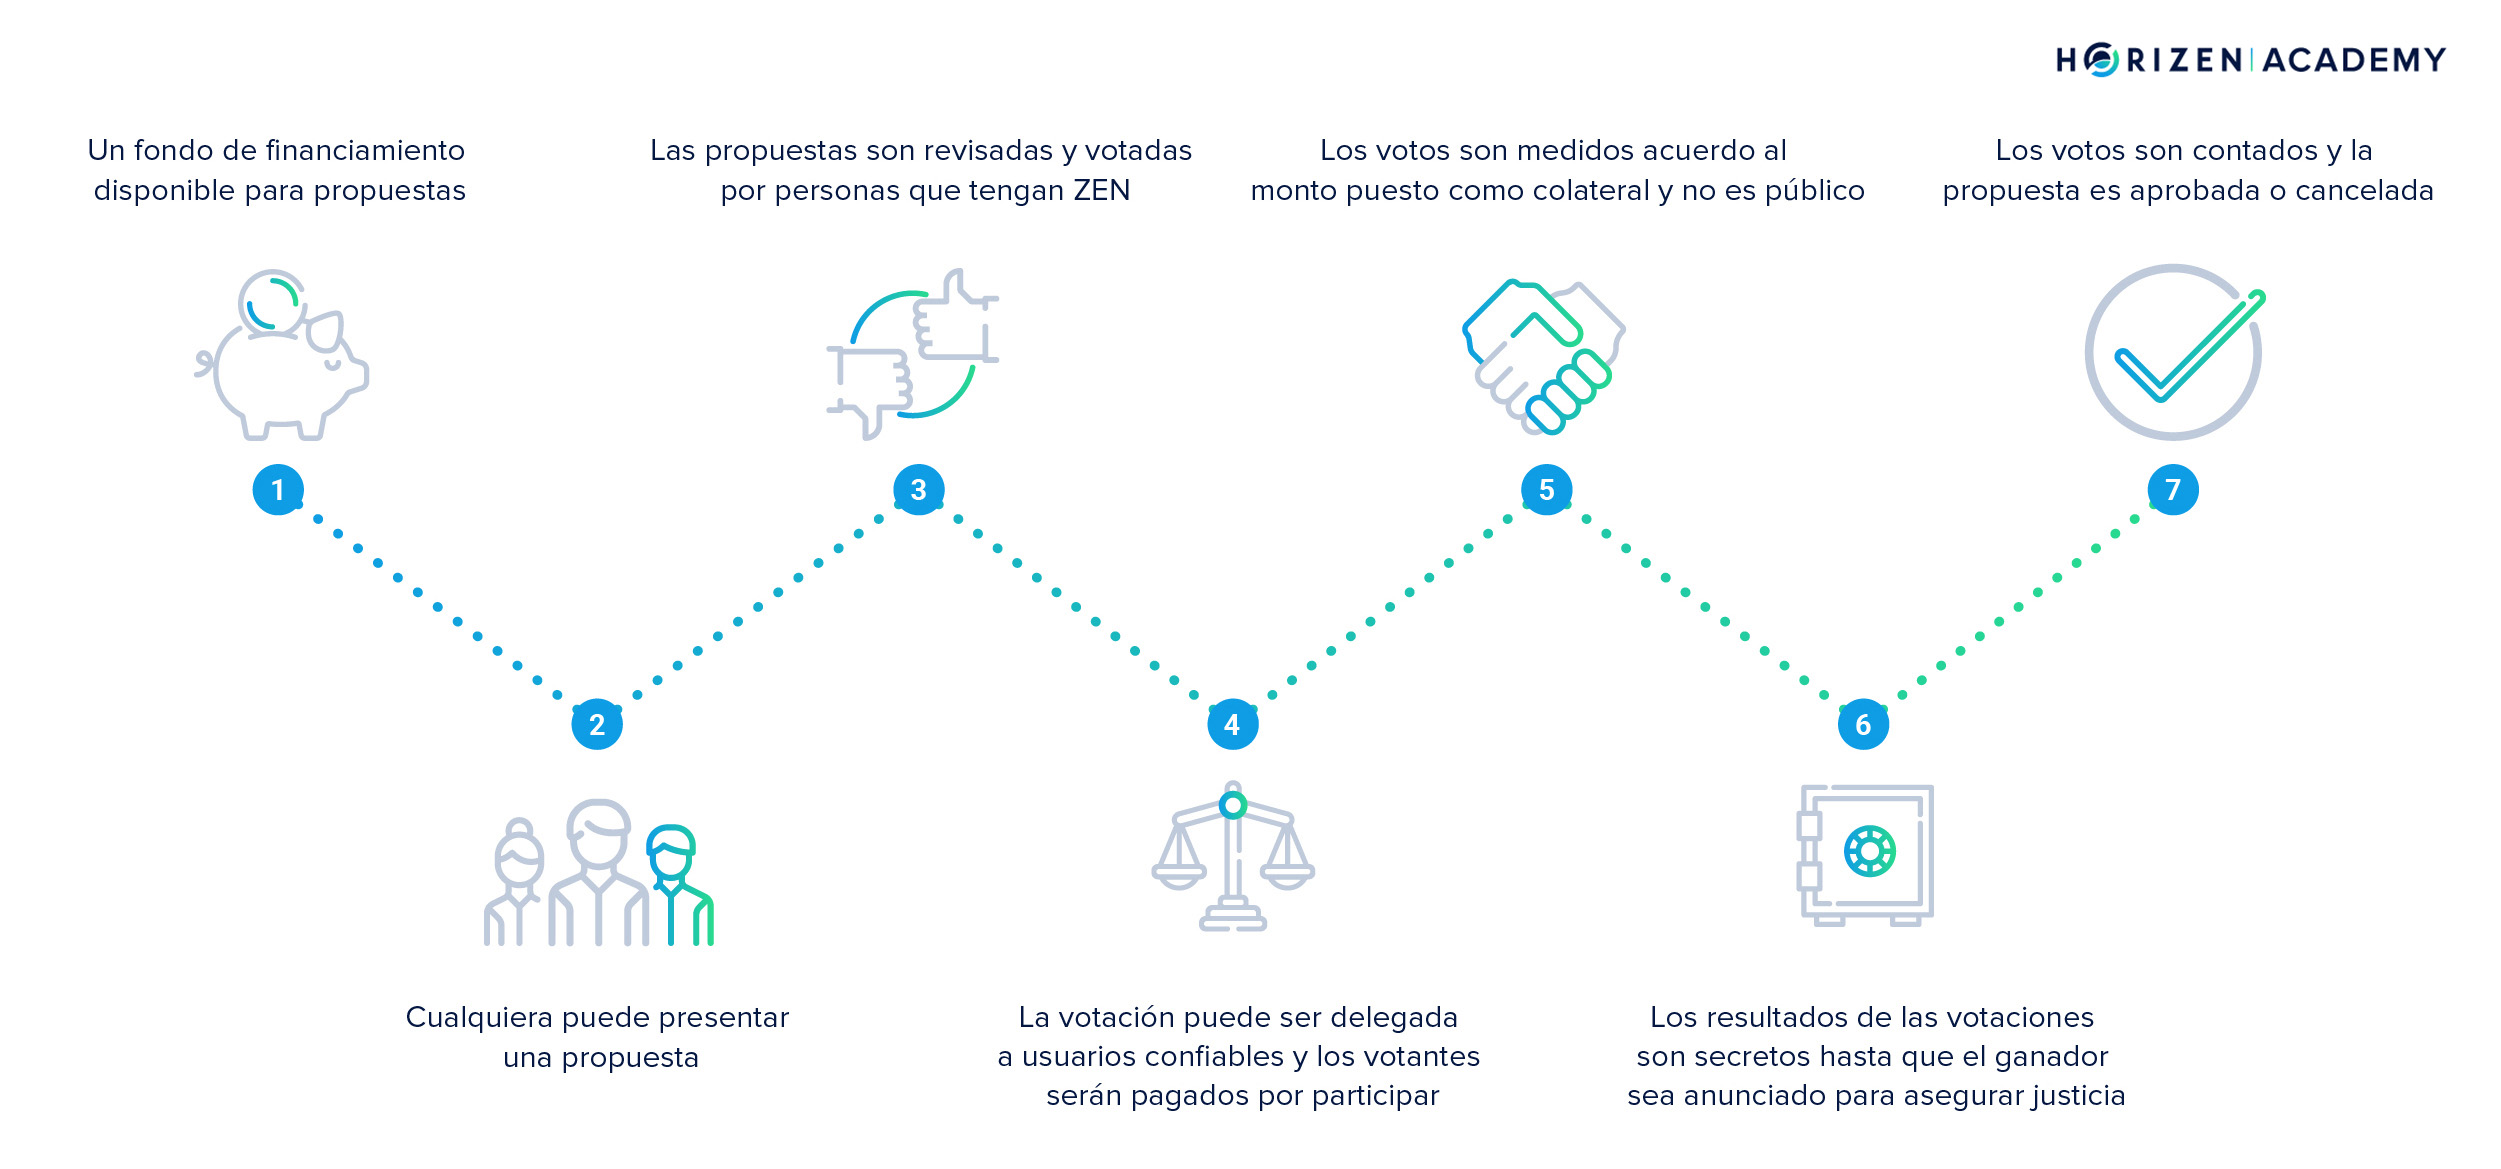 HORIZEN | ACADEMY
Un fondo de financiamiento
disponible para propuestas
Las propuestas son revisadas y votadas
por personas que tengan ZEN
Los votos son medidos acuerdo al
monto puesto como colateral y no es público
Los votos son contados y la
propuesta es aprobada o cancelada
1
3
5
7
2
4
6
Cualquiera puede presentar
una propuesta
La votación puede ser delegada
a usuarios confiables y los votantes
serán pagados por participar
Los resultados de las votaciones
son secretos hasta que el ganador
sea anunciado para asegurar justicia